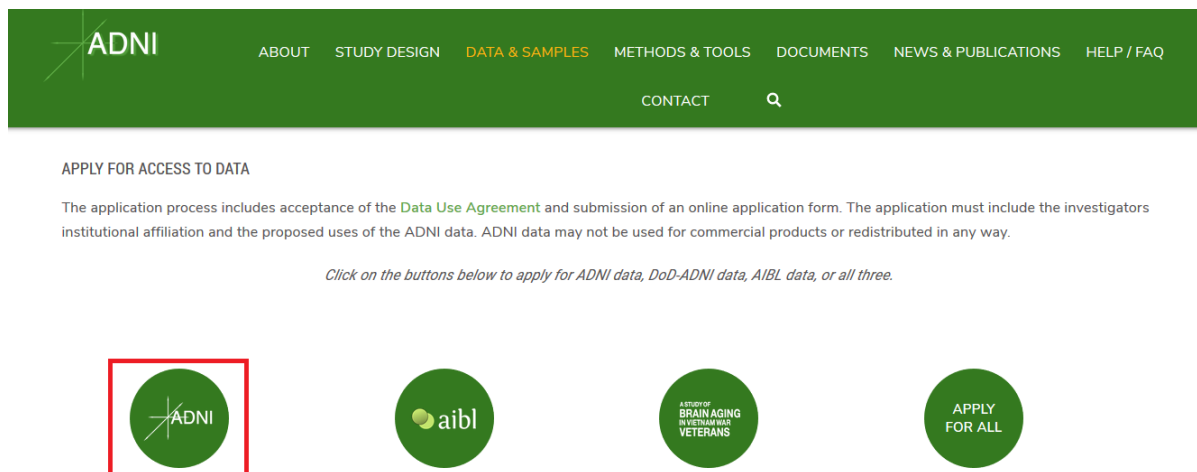 ADNI
ABOUT STUDY DESIGN DATA & SAMPLES METHODS & TOOLS DOCUMENTS NEWS & PUBLICATIONS HELP / FAQ
CONTACT
APPLY FOR ACCESS TO DATA
The application process includes acceptance of the Data Use Agreement and submission of an online application form. The application must include the investigators
institutional affiliation and the proposed uses of the ADNI data. ADNI data may not be used for commercial products or redistributed in any way.
Click on the buttons below to apply for ADNI data, DoD-ADNI data, AIBL data, or all three.
ADNI
aibl
A STUDY OF
BRAIN AGING
IN VIETNAM WAR
VETERANS
APPLY
FOR ALL